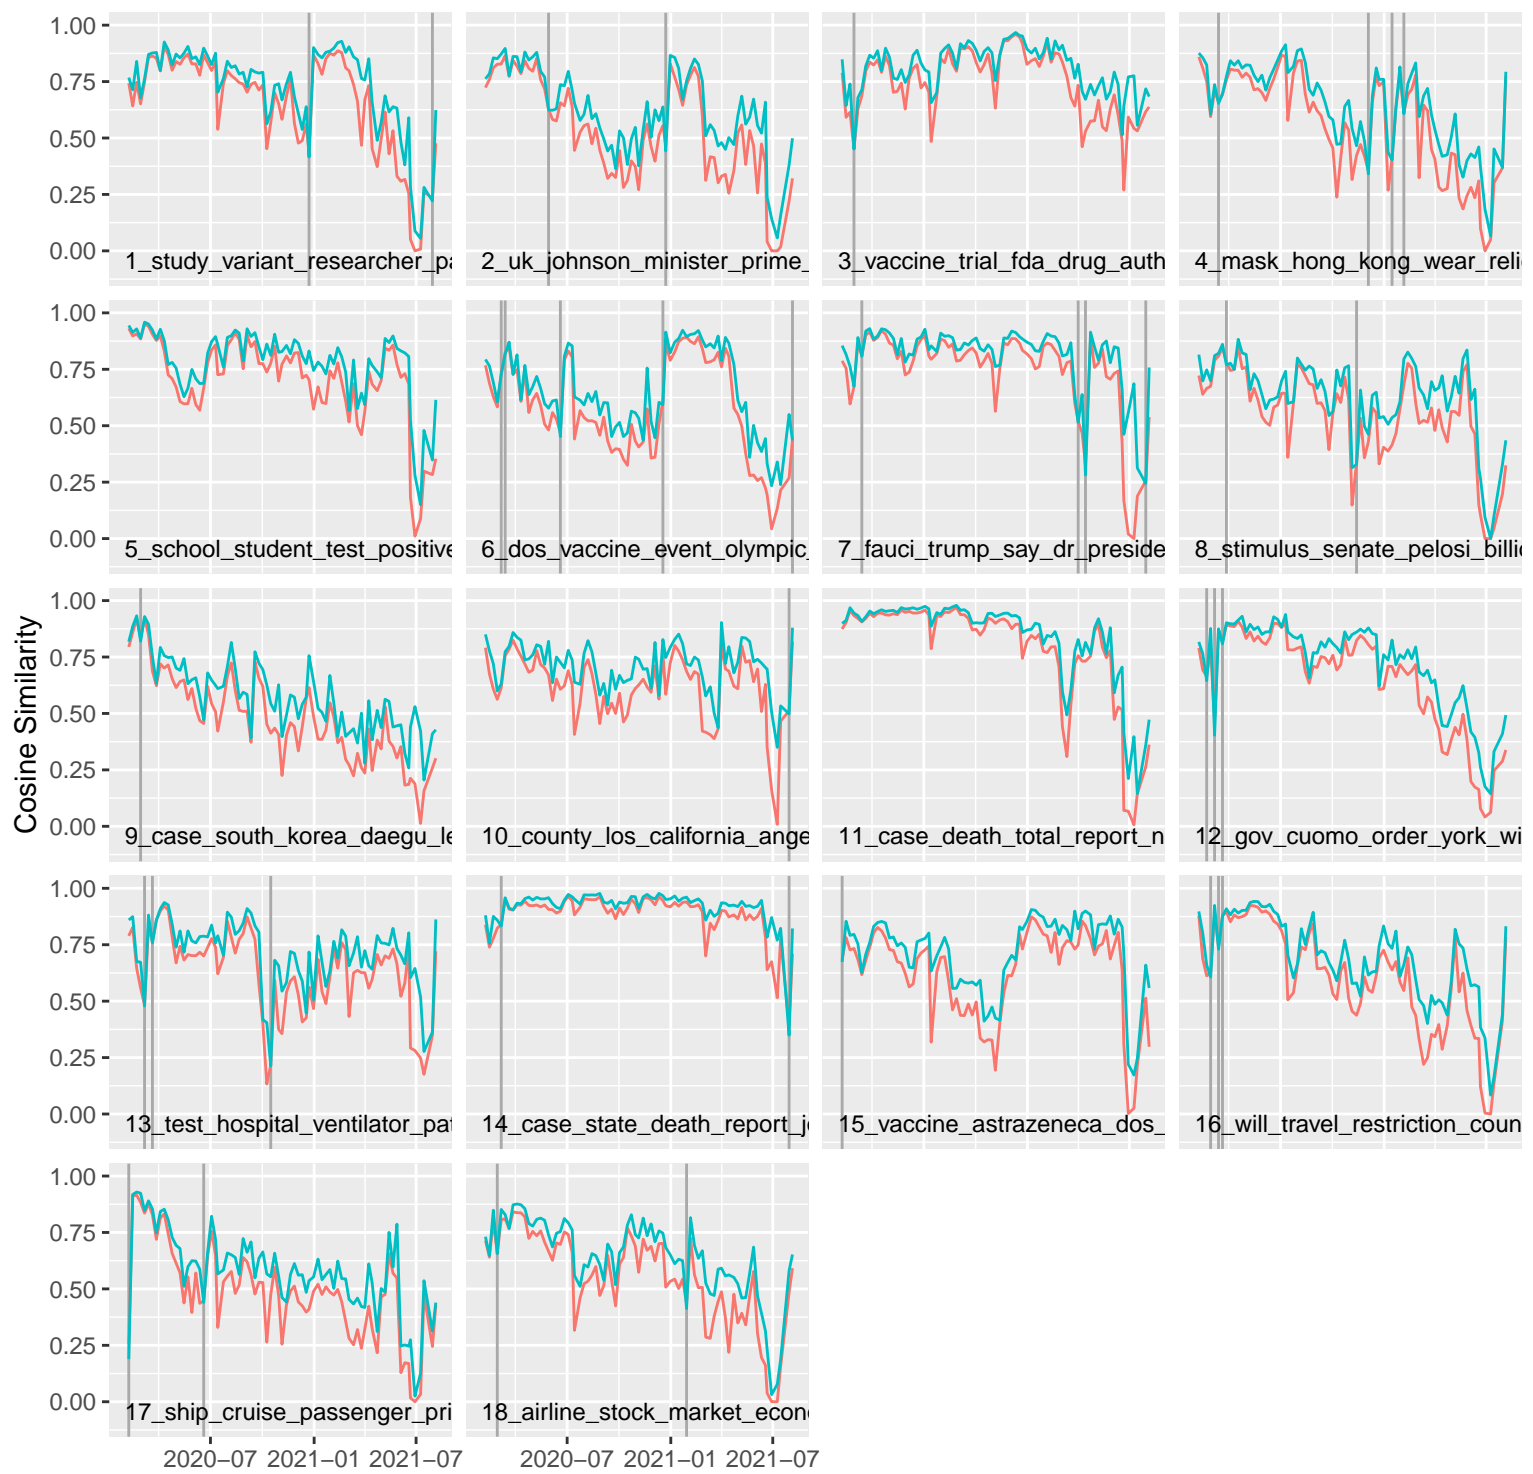 Cosine Similarity
1.00
0.75
0.50
0.25
0.00
1_study_variant_researcher_pa
2_uk_johnson_minister_prime_
3_vaccine_trial_fda_drug_auth
4_mask_hong_kong_wear_reli
1.00
0.75
0.50
0.25
0.00
5_school_student_test_positive
6_dos_vaccine_event_olympic_
7_fauci_trump_say_dr_preside
8_stimulus_senate_pelosi_billi
1.00
0.75
0.50
0.25
0.00
9_case_south_korea_daegu_le
10_county_los_california_ange
11_case_death_total_report_n
12_gov_cuomo_order_york_wi
1.00
0.75
0.50
0.25
0.00
13_test_hospital_ventilator_pat
14_case_state_death_report_j
15_vaccine_astrazeneca_dos_
16_will_travel_restriction_coun
1.00
0.75
0.50
0.25
0.00
17_ship_cruise_passenger_pri
18_airline_stock_market_econ
2020−07 2021−01 2021−07
2020−07 2021−01 2021−07